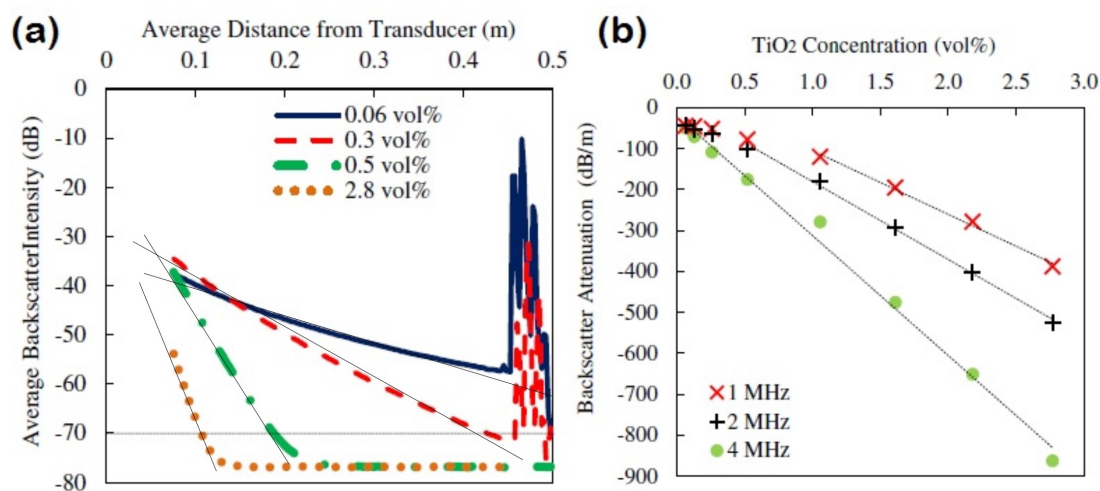 (a)
Average Distance from Transducer (m)
0 0.1 0.2 0.3 0.4 0.5
0
-10
-20
-30
-40
-50
-60
-70
-80
Average BackscatterIntensity (dB)
0.06 vol%
0.3 vol%
0.5 vol%
2.8 vol%
(b)
TiO2 Concentration (vol%)
0.0 0.5 1.0 1.5 2.0 2.5 3.0
0
-100
-200
-300
-400
-500
-600
-700
-800
-900
Backscatter Attenuation (dB/m)
1 MHz
2 MHz
4 MHz